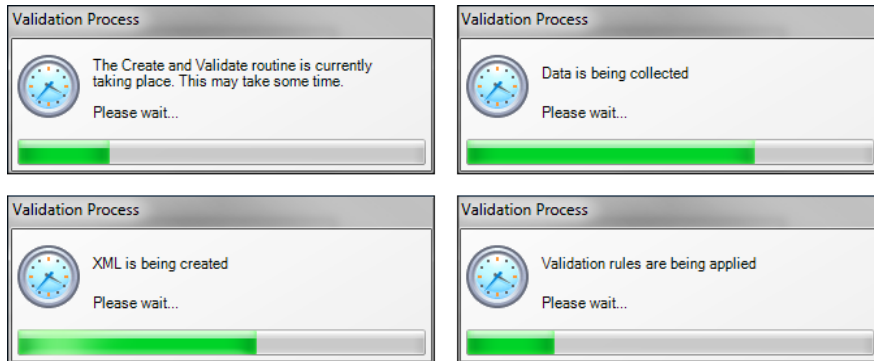 Validation Process
The Create and Validate routine is currently
taking place. This may take some time.
Please wait...
Validation Process
Data is being collected
Please wait...
Validation Process
XML is being created
Please wait...
Validation Process
Validation rules are being applied
Please wait...